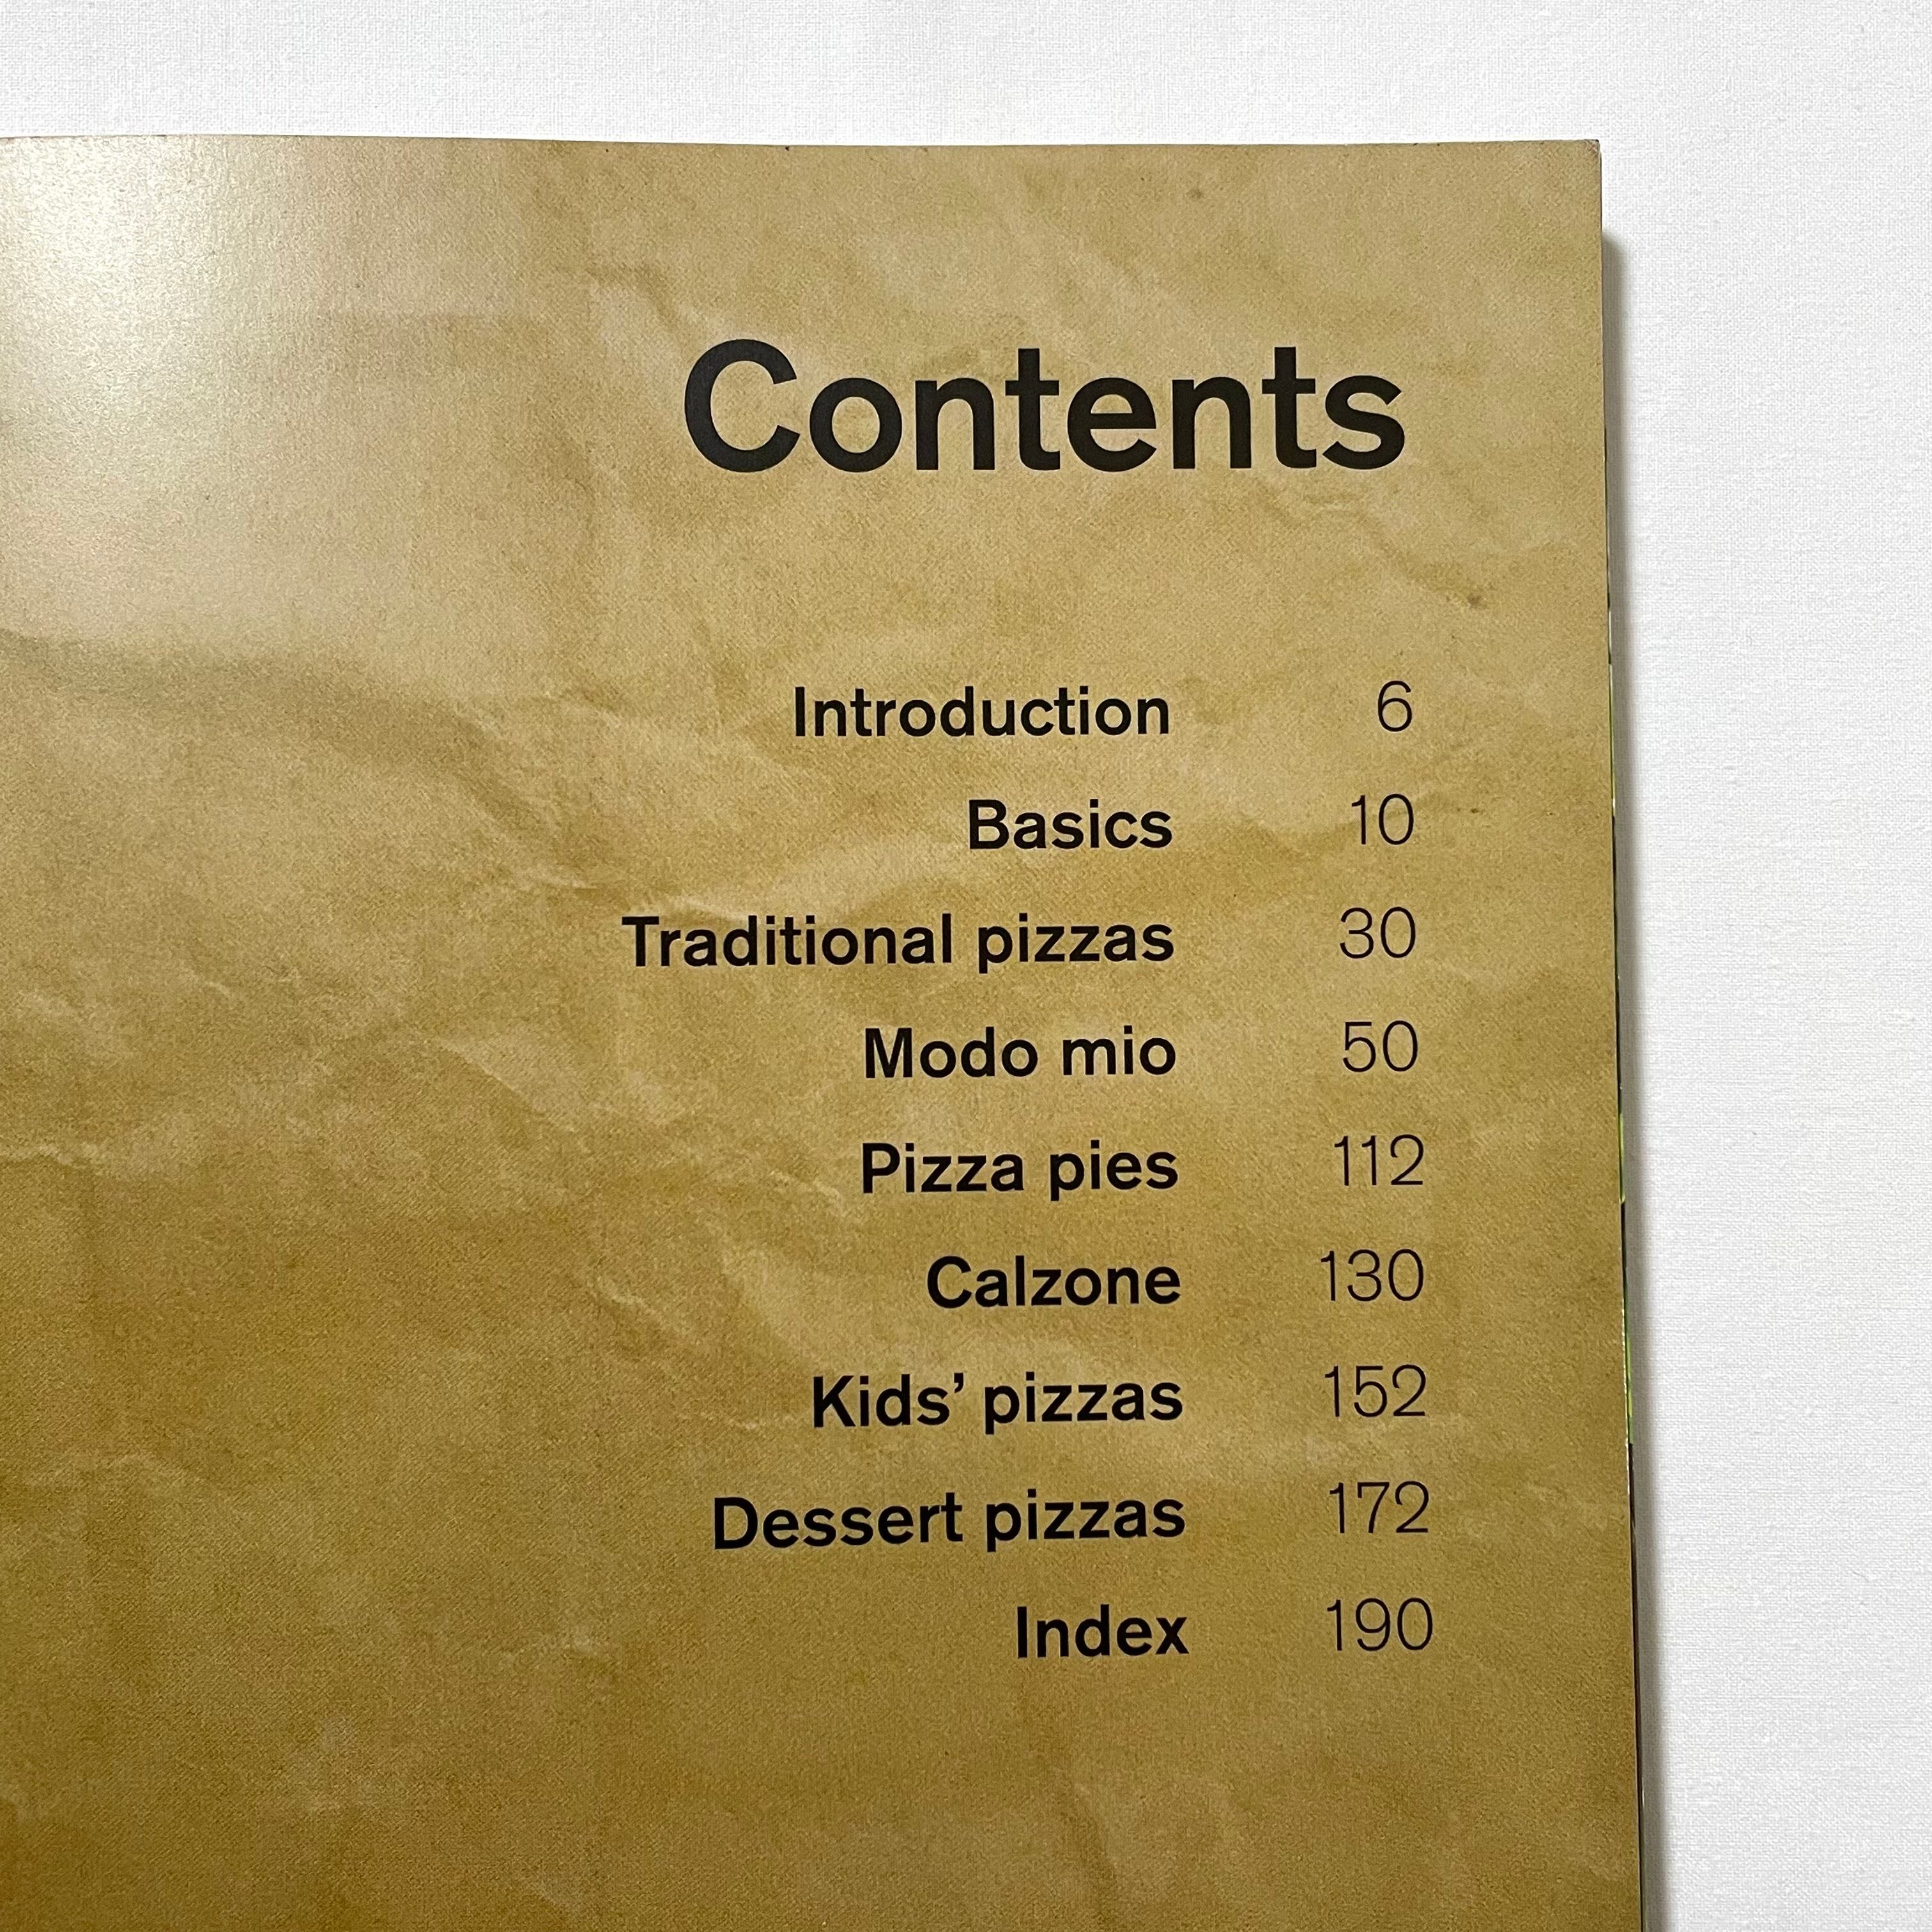 Contents
Introduction 6
Basics 10
Traditional pizzas 30
Modo mio 50
Pizza pies 112
Calzone 130
Kids’ pizzas 152
Dessert pizzas 172
Index 190